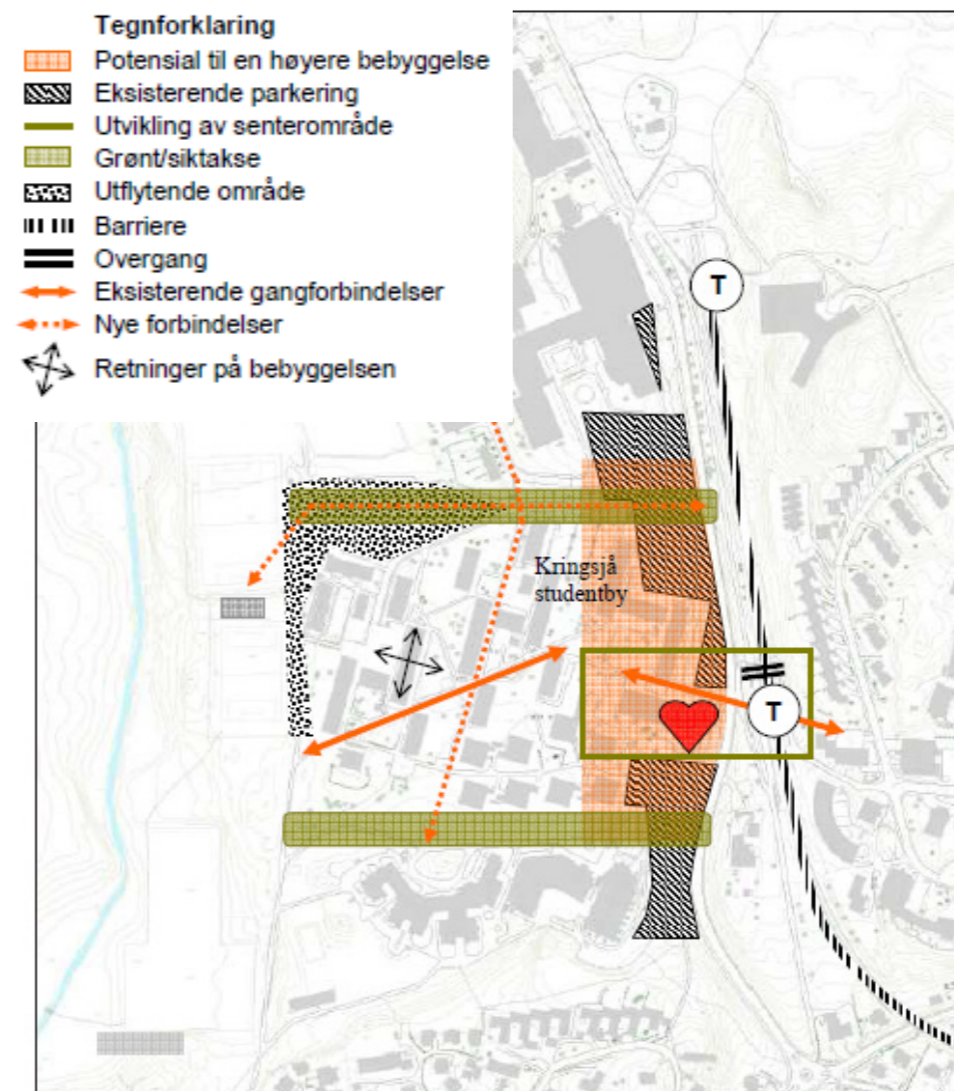 Tegnforklaring
Potensial til en høyere bebyggelse
Eksisterende parkering
Utvikling av senterområde
Grønt/siktakse
Utflytende område
Barriere
Overgang
Eksisterende gangforbindelser
Nye forbindelser
Retninger på bebyggelsen
T
Kringsjå
studentby
T